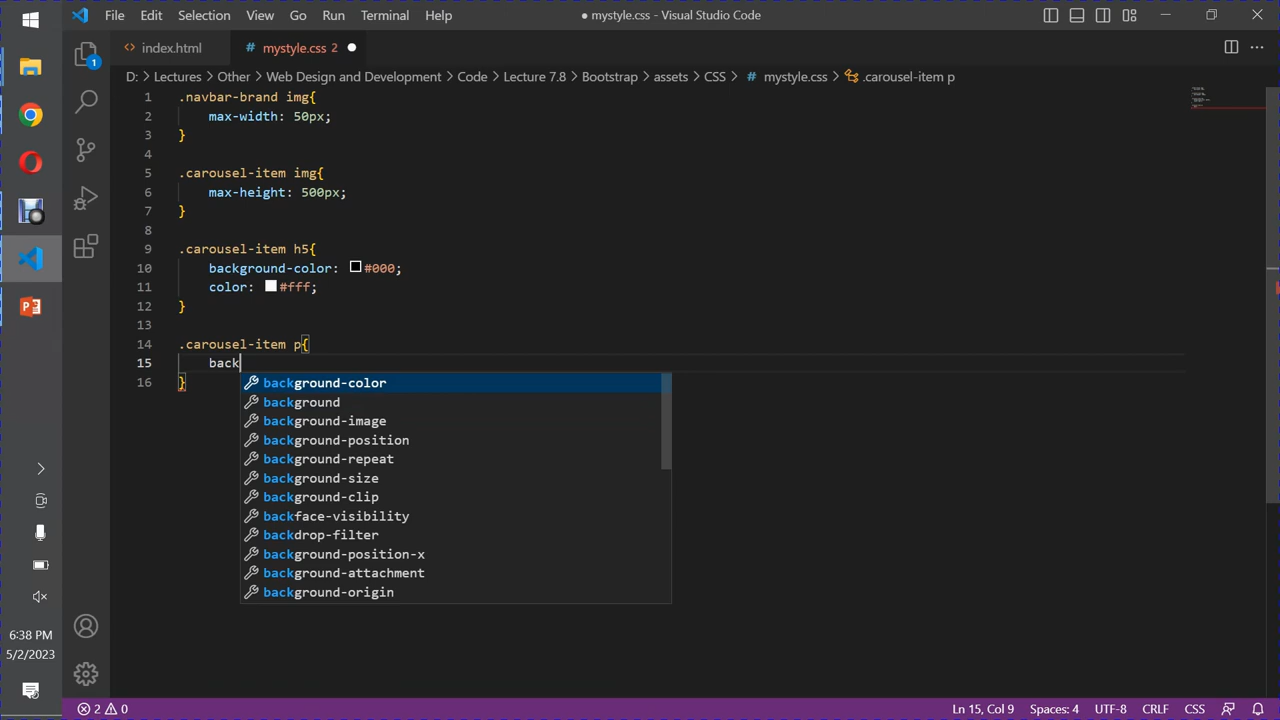 File Edit Selection View Go Run Terminal Help
● mystyle.css - Visual Studio Code
1
<> index.html
# mystyle.css 2 ●
D: > Lectures > Other > Web Design and Development > Code > Lecture 7.8 > Bootstrap > assets > CSS > # mystyle.css > .carousel-item p
1 .navbar-brand img{
2 max-width: 50px;
3 }
4
5 .carousel-item img{
6 max-height: 500px;
7 }
8
9 .carousel-item h5{
10 background-color: #000;
11 color: #fff;
12 }
13
14 .carousel-item p{
15 back
16 }
background-color
background
background-image
background-position
background-repeat
background-size
background-clip
backface-visibility
backdrop-filter
background-position-x
background-attachment
background-origin
6:38 PM
5/2/2023
2 0
Ln 15, Col 9 Spaces: 4 UTF-8 CRLF CSS